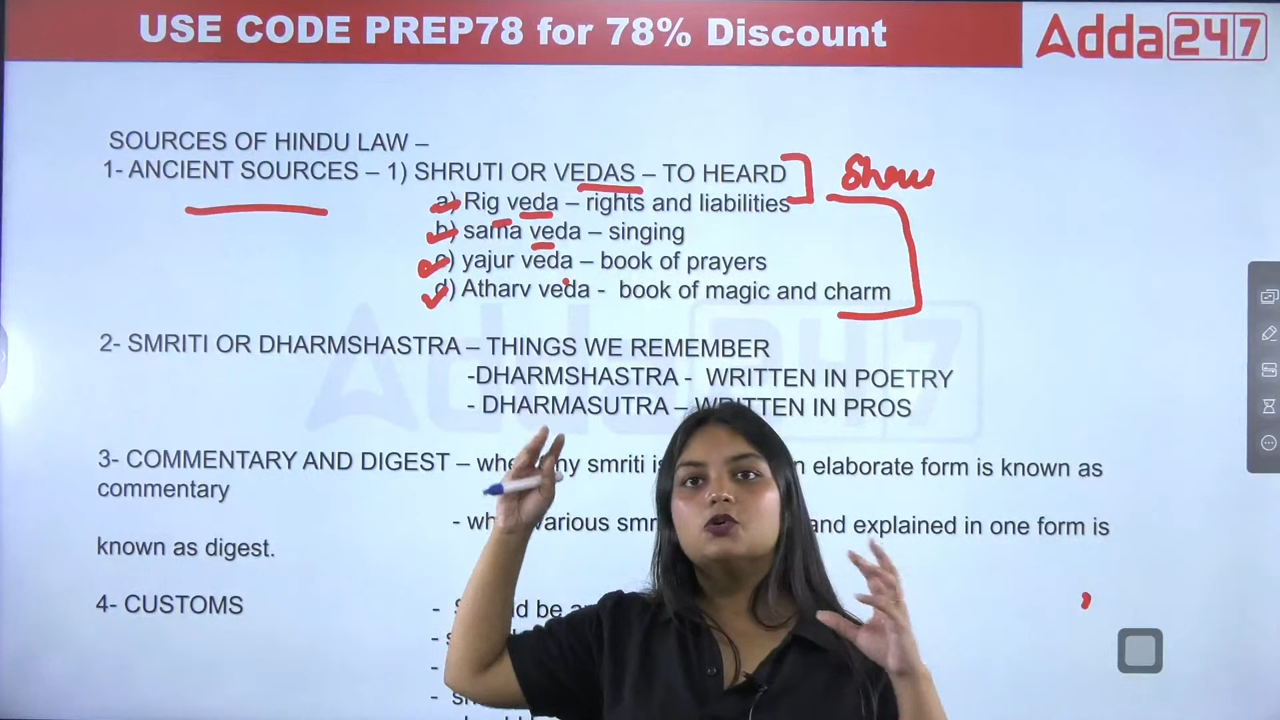 USE CODE PREP78 for 78% Discount
Adda247
SOURCES OF HINDU LAW –
1- ANCIENT SOURCES – 1) SHRUTI OR VEDAS – TO HEARD
a) Rig veda – rights and liabilities
b) sama veda – singing
c) yajur veda – book of prayers
d) Atharv veda - book of magic and charm
2- SMRITI OR DHARMSHASTRA – THINGS WE REMEMBER
-DHARMSHASTRA - WRITTEN IN POETRY
- DHARMASUTRA – WRITTEN IN PROS
3- COMMENTARY AND DIGEST – smriti elaborate form is known as
commentary
- various and explained in one form is
known as digest.
4- CUSTOMS
- be